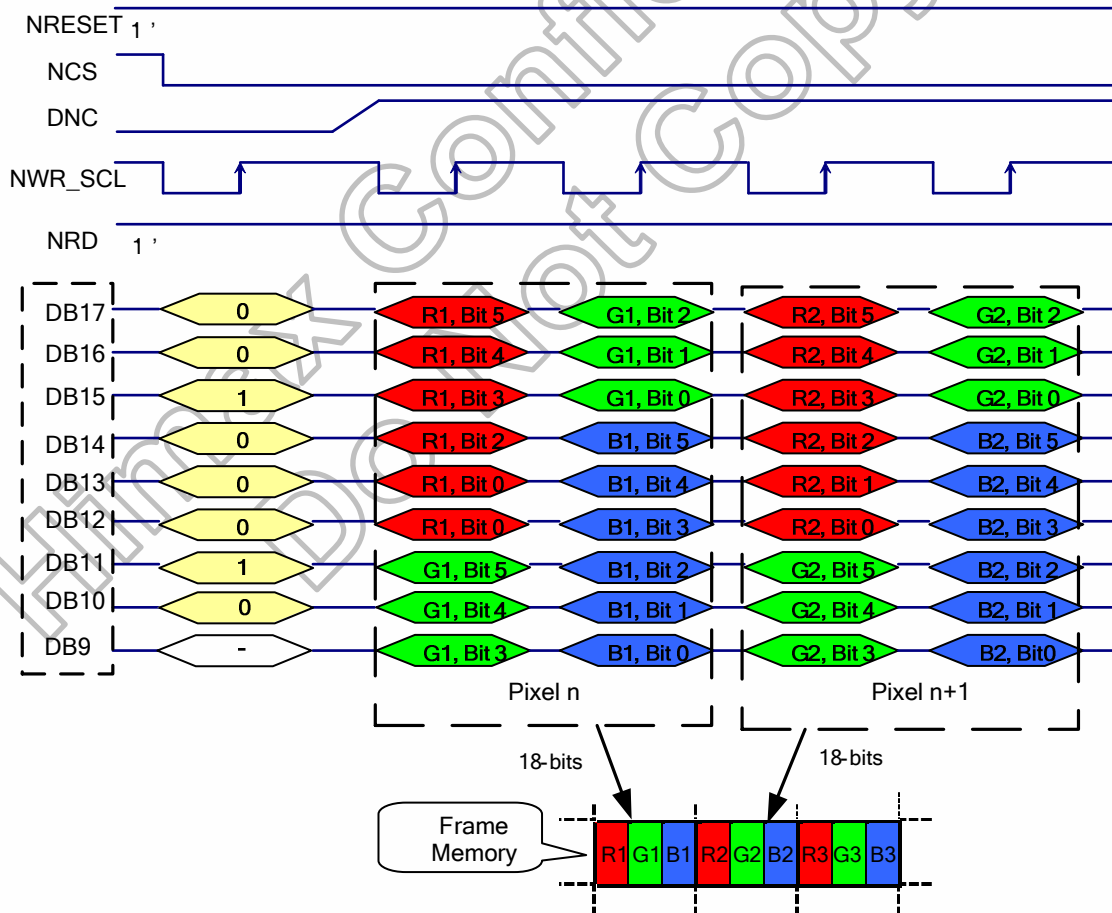 NRESET 1 ’
NCS
DNC
NWR_SCL
NRD 1 ’
DB17 0 R1, Bit 5 G1, Bit 2 R2, Bit 5 G2, Bit 2
DB16 0 R1, Bit 4 G1, Bit 1 R2, Bit 4 G2, Bit 1
DB15 1 R1, Bit 3 G1, Bit 0 R2, Bit 3 G2, Bit 0
DB14 0 R1, Bit 2 B1, Bit 5 R2, Bit 2 B2, Bit 5
DB13 0 R1, Bit 0 B1, Bit 4 R2, Bit 1 B2, Bit 4
DB12 0 R1, Bit 0 B1, Bit 3 R2, Bit 0 B2, Bit 3
DB11 1 G1, Bit 5 B1, Bit 2 G2, Bit 5 B2, Bit 2
DB10 0 G1, Bit 4 B1, Bit 1 G2, Bit 4 B2, Bit 1
DB9 - G1, Bit 3 B1, Bit 0 G2, Bit 3 B2, Bit0
Pixel n Pixel n+1
18-bits 18-bits
Frame
Memory
R1 G1 B1 R2 G2 B2 R3 G3 B3
Himax
Do Not